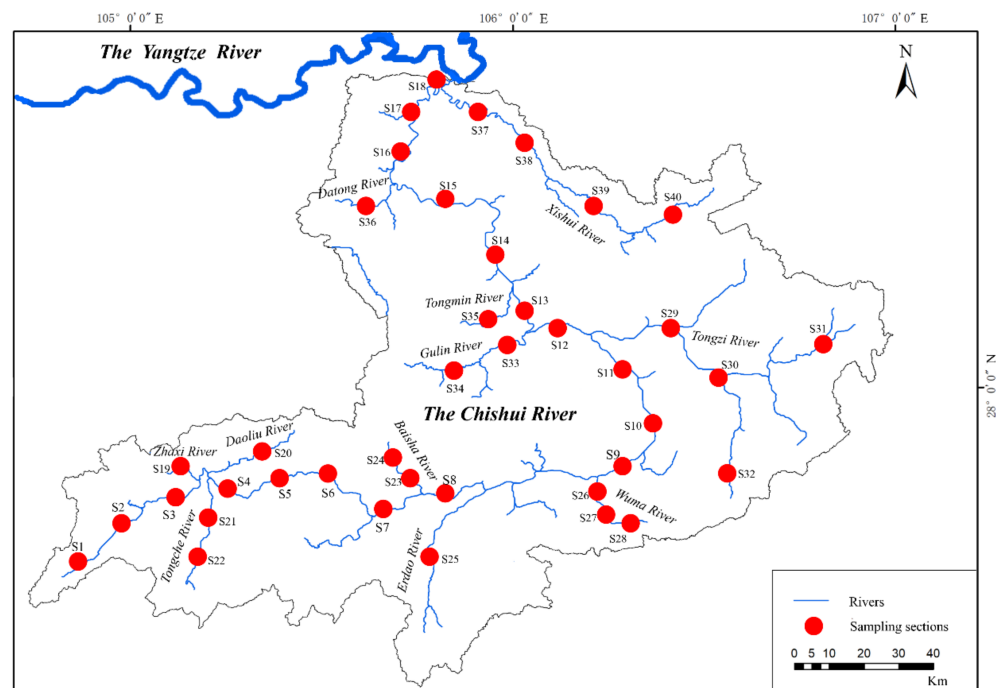 105° 0′ 0″ E
106° 0′ 0″ E
107° 0′ 0″ E
The Yangtze River
N
S18
S17
S37
S16
S38
Datong River
S15
S39
S40
S36
Xishui River
S14
Tongmin River
S13
S35
S12
S29
Tongzi River
S31
Gulin River
S33
S34
S11
S30
28° 0′ N
The Chishui River
S10
Daoliu River
Baisha River
Zhaxi River
S20
S19
S24
S9
S4
S5
S6
S23
S8
S32
S3
S26
Wuma River
S2
S21
S7
S27
S28
Tongche River
S1
S22
Erdao River
S25
Rivers
Sampling sections
0 5 10 20 30 40
Km